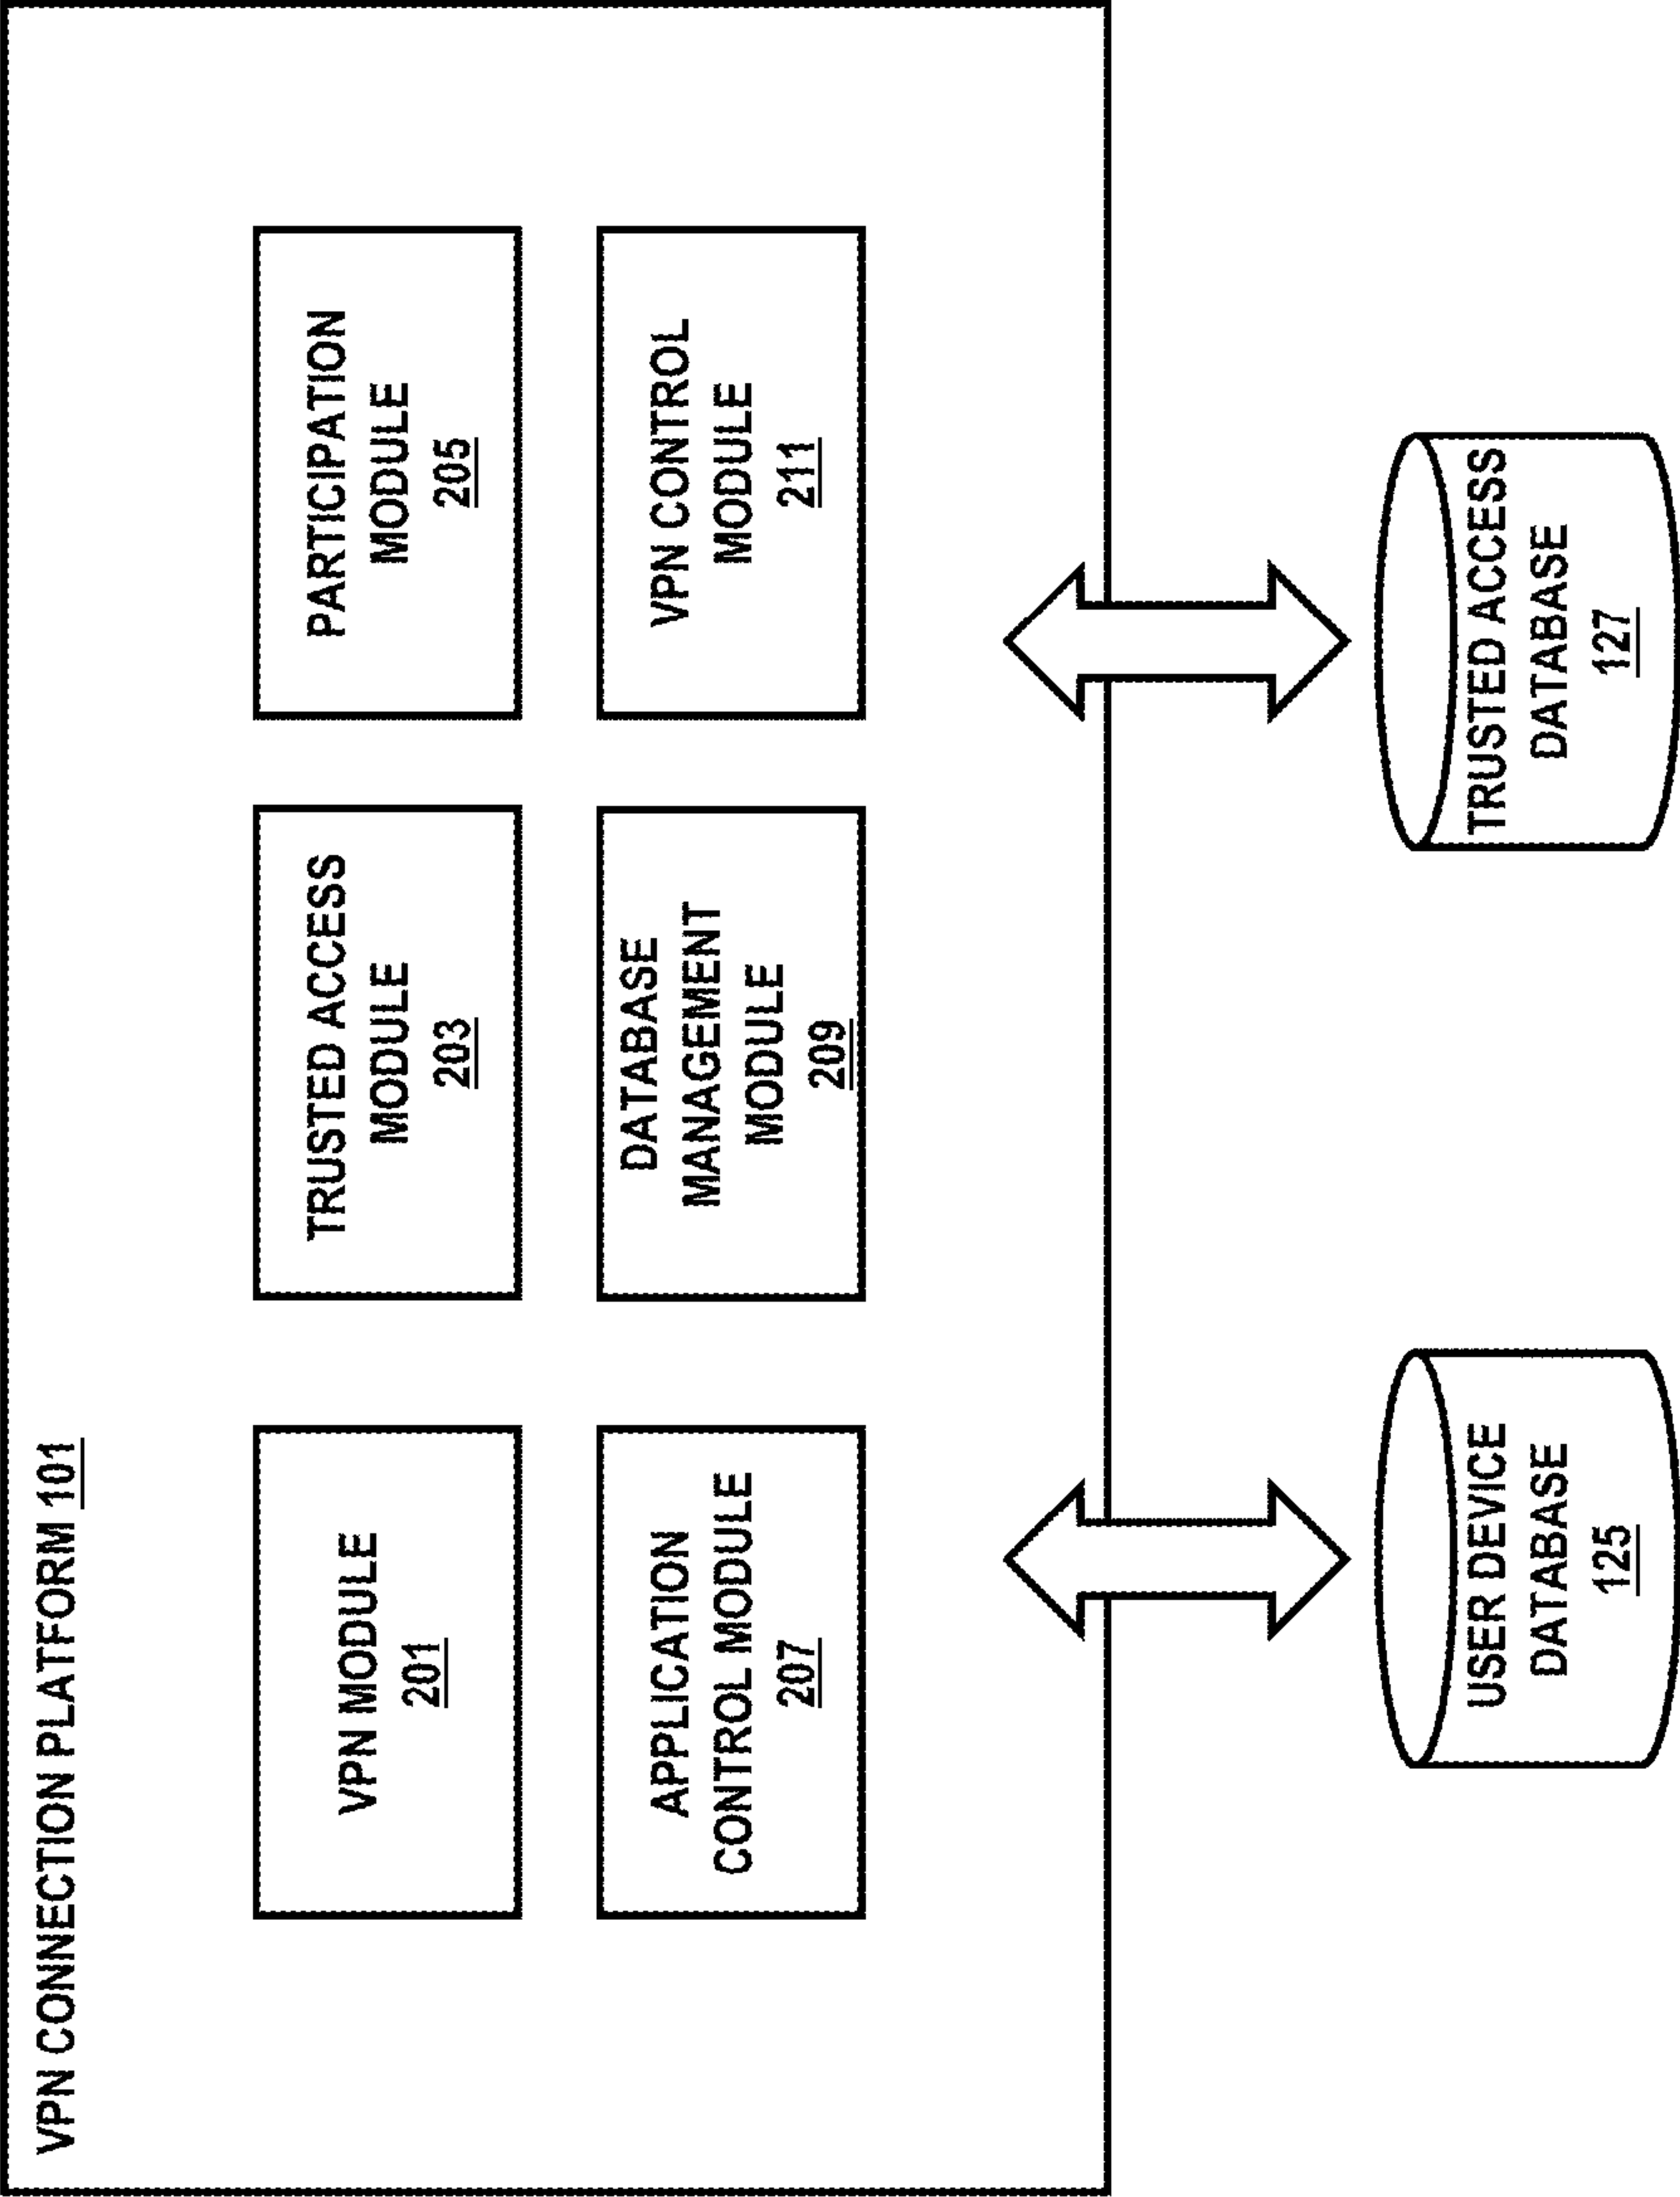 VPN CONNECTION PLATFORM 101
VPN MODULE
201
TRUSTED ACCESS
MODULE
203
PARTICIPATION
MODULE
205
APPLICATION
CONTROL MODULE
207
DATABASE
MANAGEMENT
MODULE
209
VPN CONTROL
MODULE
211
USER DEVICE
DATABASE
125
TRUSTED ACCESS
DATABASE
127